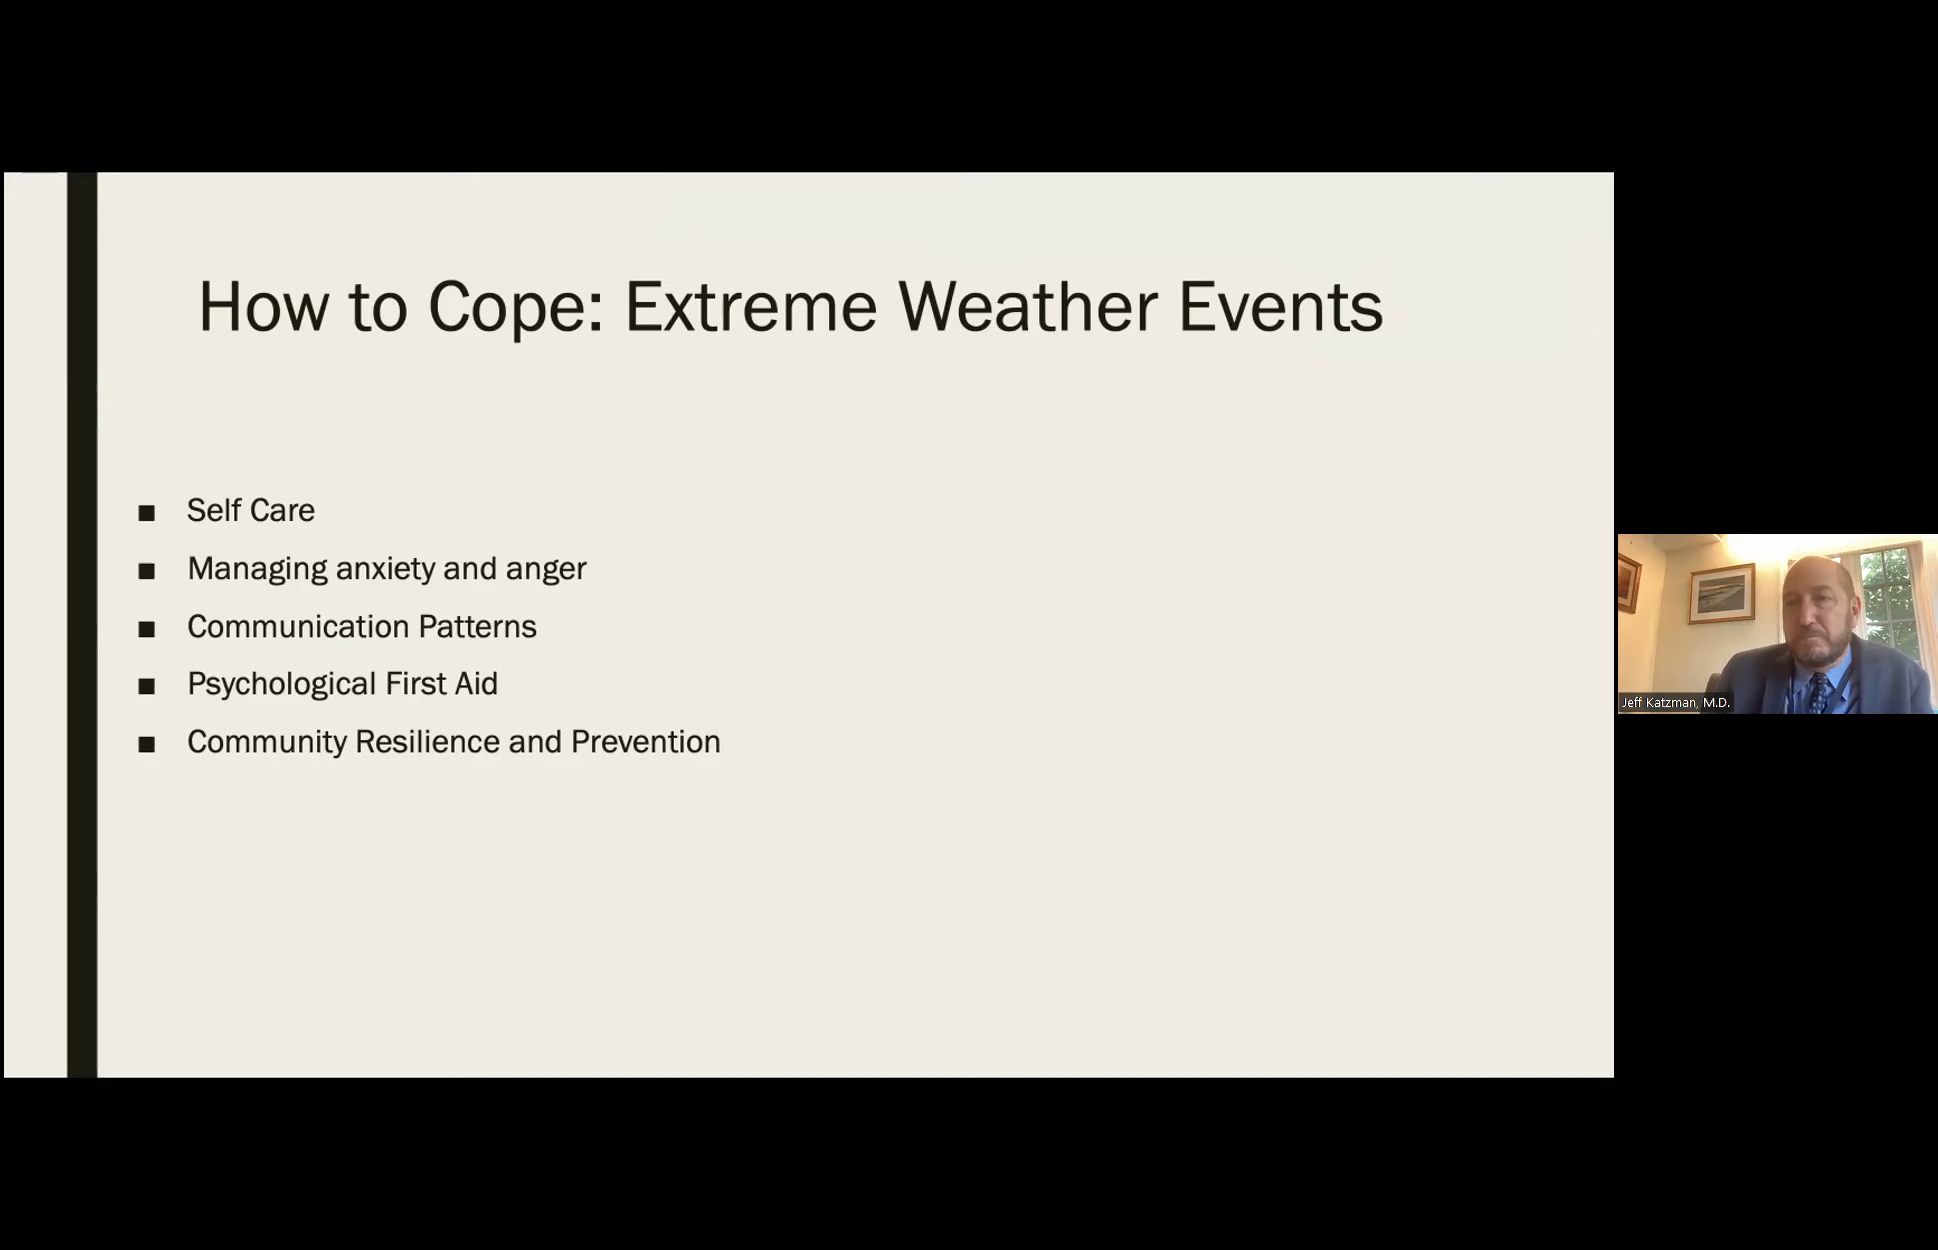 How to Cope: Extreme Weather Events
■ Self Care
■ Managing anxiety and anger
■ Communication Patterns
■ Psychological First Aid
■ Community Resilience and Prevention
Jeff Katzman, M.D.